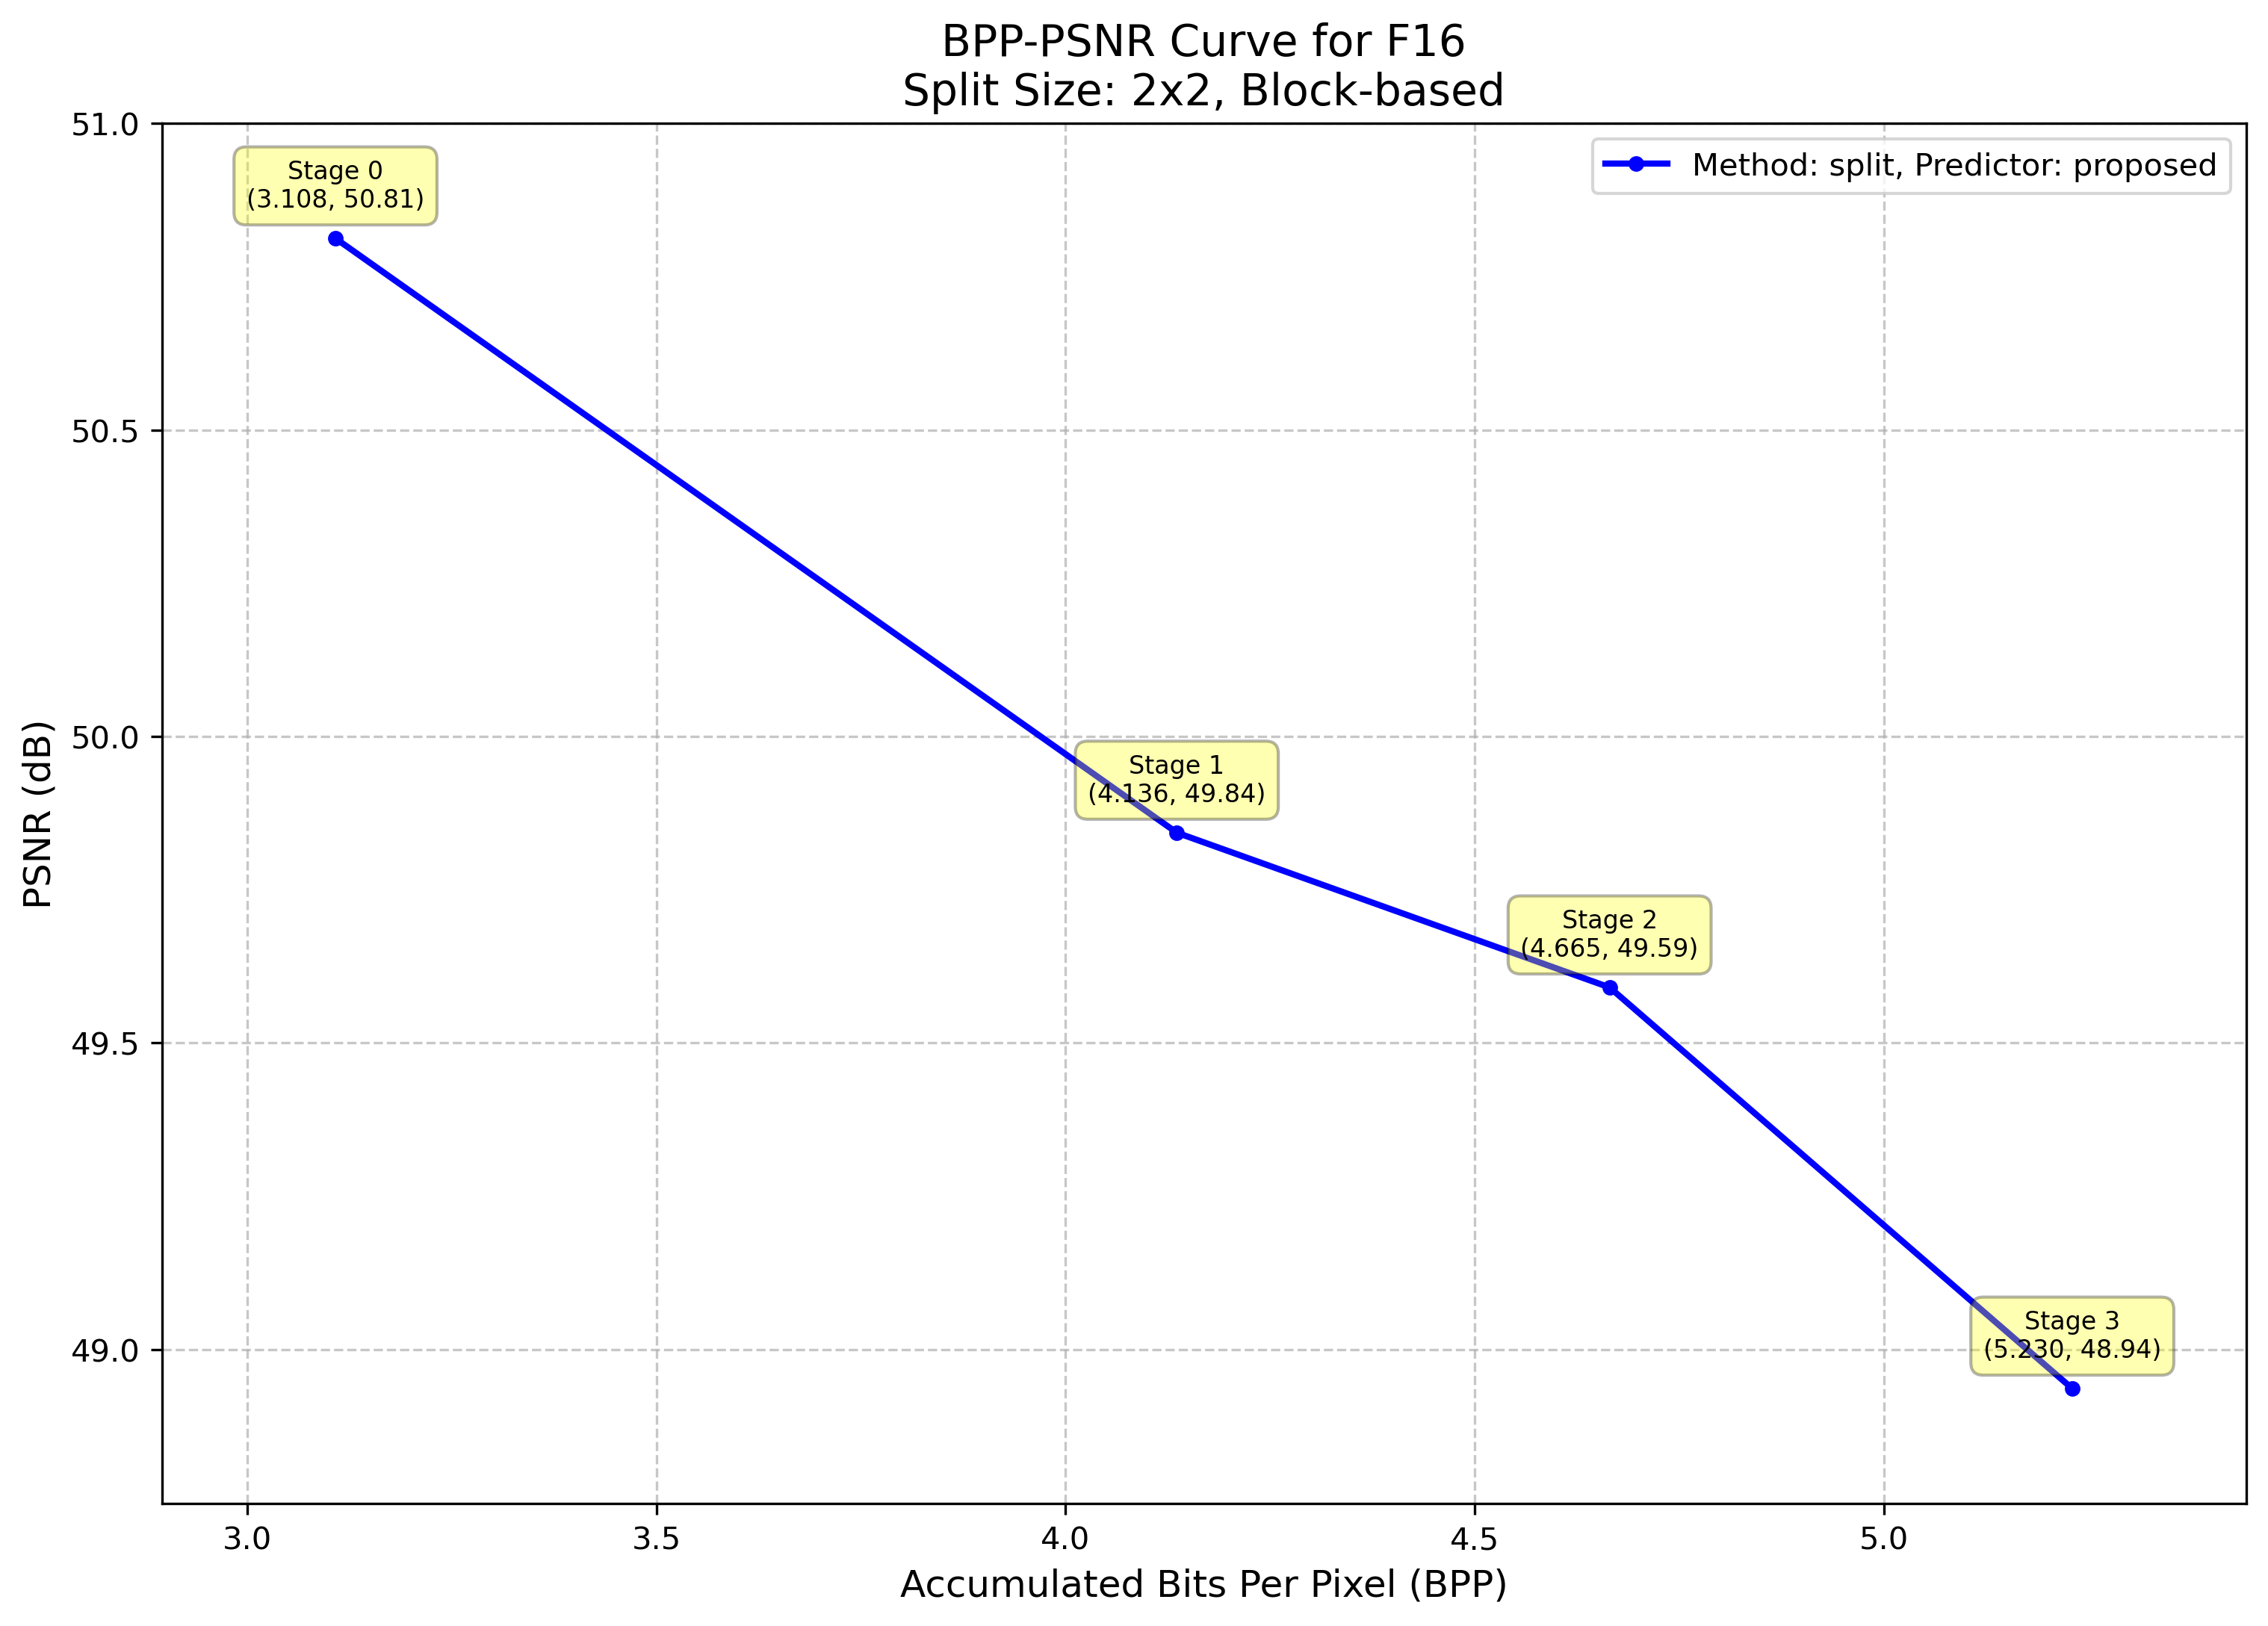 BPP-PSNR Curve for F16
Split Size: 2x2, Block-based
Method: split, Predictor: proposed
PSNR (dB)
51.0
50.5
50.0
49.5
49.0
Stage 0
(3.108, 50.81)
Stage 1
(4.136, 49.84)
Stage 2
(4.665, 49.59)
Stage 3
(5.230, 48.94)
3.0
3.5
4.0
4.5
5.0
Accumulated Bits Per Pixel (BPP)